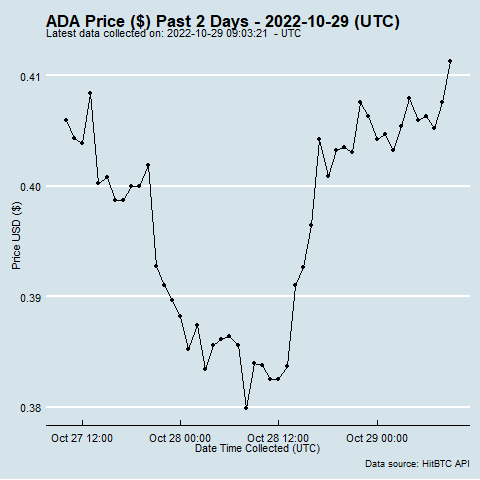 ADA Price ($) Past 2 Days - 2022-10-29 (UTC)
Latest data collected on: 2022-10-29 09:03:21 - UTC
0.41
0.40
0.39
0.38
Price USD ($)
Oct 27 12:00
Oct 28 00:00
Oct 28 12:00
Oct 29 00:00
Date Time Collected (UTC)
Data source: HitBTC API